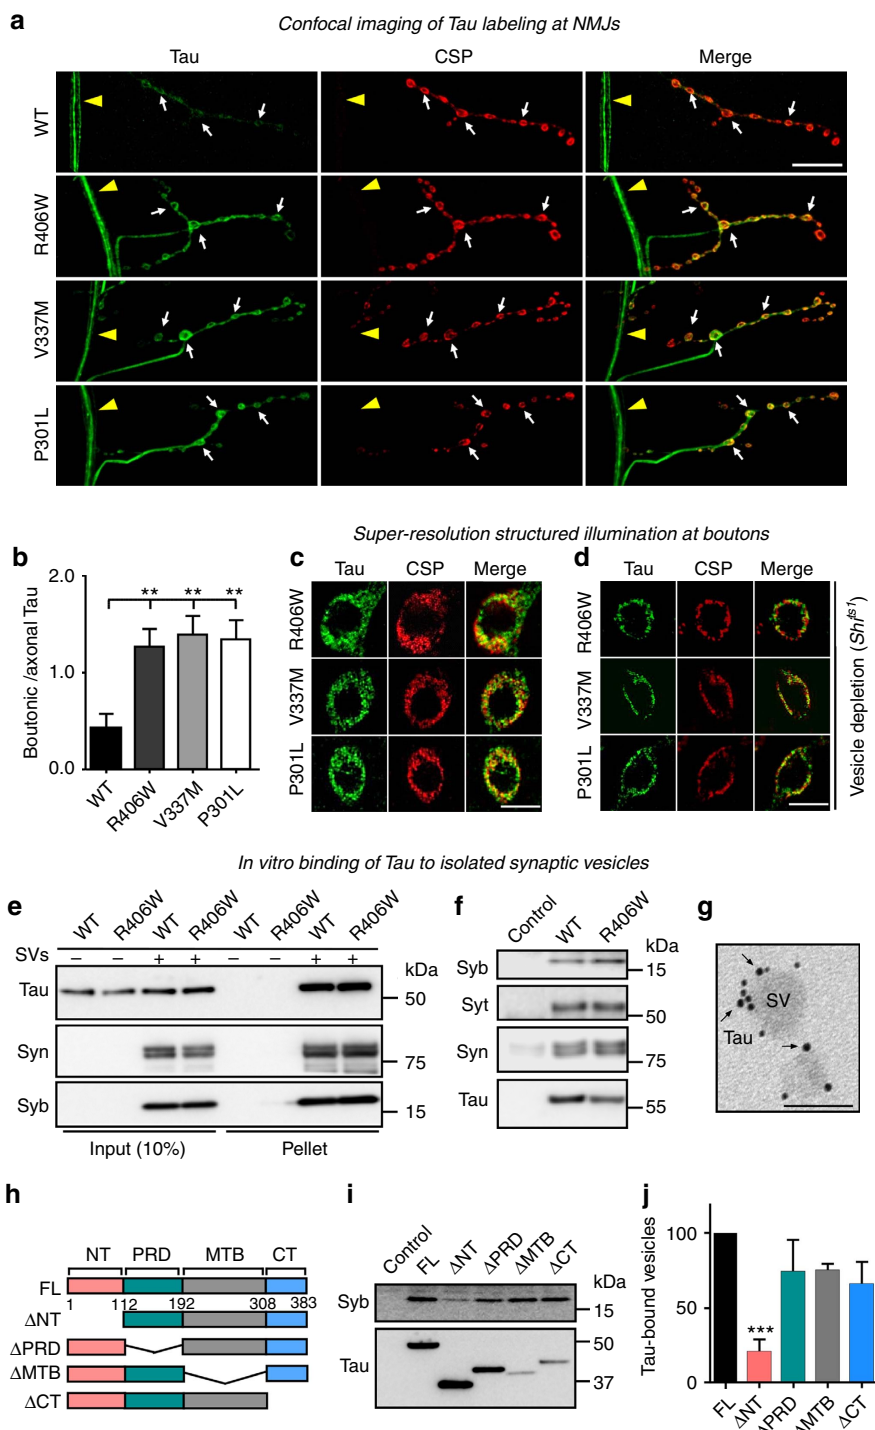 a
Confocal imaging of Tau labeling at NMJs
Tau CSP Merge
WT
R406W
V337M
P301L
Super-resolution structured illumination at boutons
b
2.0
1.0
0.0
Boutonic /axonal Tau
** ** **
WT R406W V337M P301L
c
Tau CSP Merge
R406W
V337M
P301L
d
Tau CSP Merge
R406W
V337M
P301L
Vesicle depletion (Shi^ts1)
In vitro binding of Tau to isolated synaptic vesicles
e
WT R406W WT R406W WT R406W WT R406W
SVs – – + + – – + +
kDa
Tau 50
Syn 75
Syb 15
Input (10%) Pellet
f
Control WT R406W
kDa
Syb 15
Syt 50
Syn 75
Tau 55
g
SV
Tau
h
NT PRD MTB CT
FL
1 112 192 308 383
ΔNT
ΔPRD
ΔMTB
ΔCT
i
Control FL ΔNT ΔPRD ΔMTB ΔCT
kDa
Syb 15
Tau 50
37
j
Tau-bound vesicles
100
50
0
***
FL ΔNT ΔPRD ΔMTB ΔCT